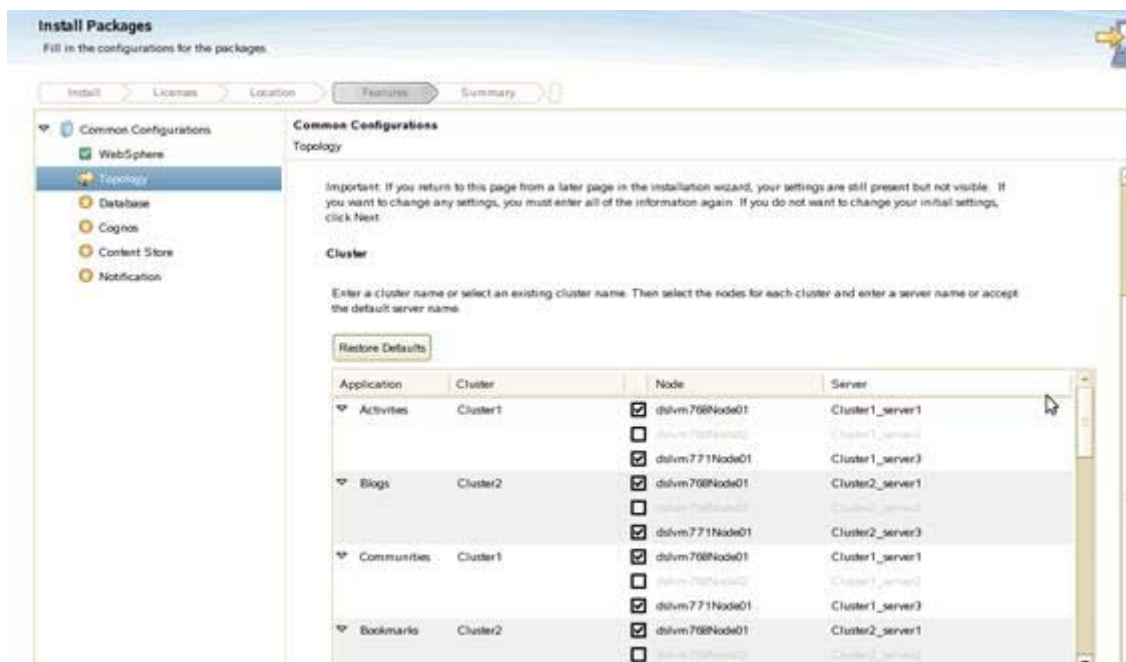 Install Packages
Fill in the configurations for the packages.
Install Licenses Location Features Summary
Common Configurations
WebSphere
Topology
Database
Cognos
Content Store
Notification
Common Configurations
Topology
Important: If you return to this page from a later page in the installation wizard, your settings are still present but not visible. If
you want to change any settings, you must enter all of the information again. If you do not want to change your initial settings,
click Next.
Cluster
Enter a cluster name or select an existing cluster name. Then select the nodes for each cluster and enter a server name or accept
the default server name.
Restore Defaults
Application Cluster Node Server
Activities Cluster1 dslvm768Node01 Cluster1_server1
dslvm771Node01 Cluster1_server3
Blogs Cluster2 dslvm768Node01 Cluster2_server1
dslvm771Node01 Cluster2_server3
Communities Cluster1 dslvm768Node01 Cluster1_server1
dslvm771Node01 Cluster1_server3
Bookmarks Cluster2 dslvm768Node01 Cluster2_server1